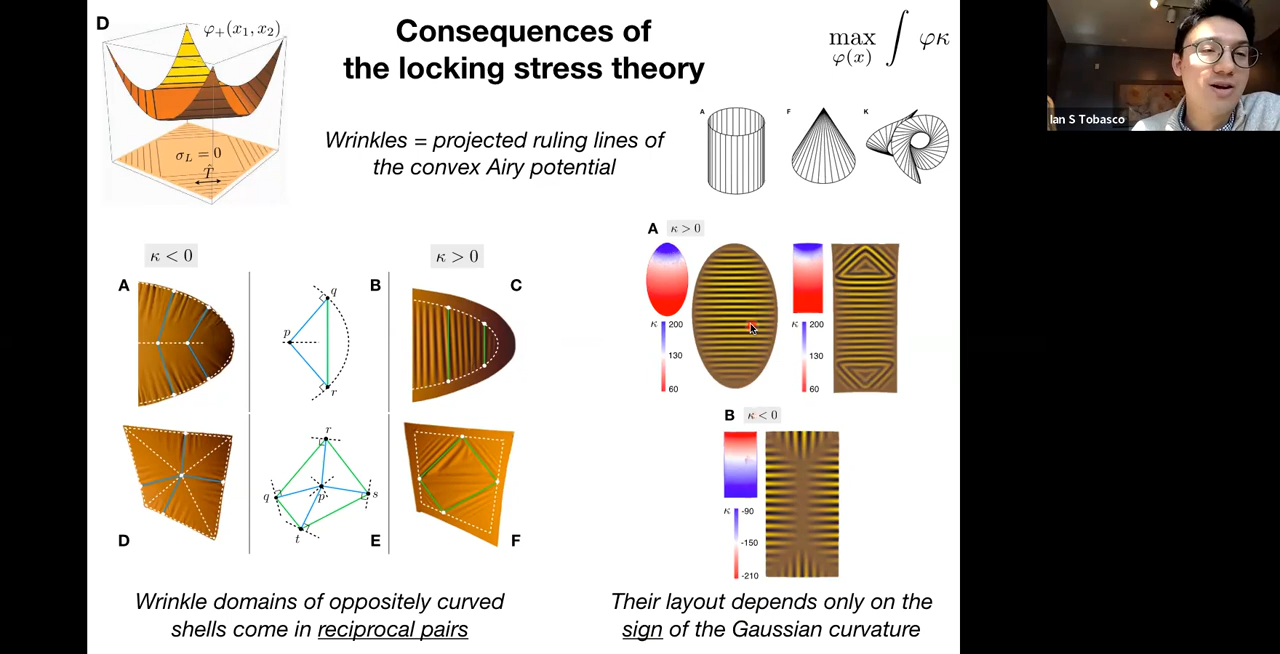 D
φ₊(x₁, x₂)
σ_L = 0
T̂
Consequences of
the locking stress theory
max ∫ φκ
φ(x)
Wrinkles = projected ruling lines of
the convex Airy potential
A F K
Ian S Tobasco
κ < 0
κ > 0
A
B
C
q
p
r
D
E
F
r
q
p
s
t
A κ > 0
κ 200
130
60
κ 200
130
60
B κ < 0
κ -90
-150
-210
Wrinkle domains of oppositely curved
shells come in reciprocal pairs
Their layout depends only on the
sign of the Gaussian curvature